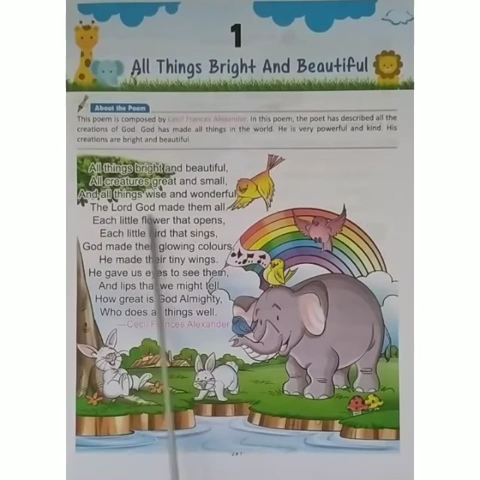 1
All Things Bright And Beautiful
About the Poem
This poem is composed by Cecil Frances Alexander. In this poem, the poet has described all the
creations of God. God has made all things in the world. He is very powerful and kind. His
creations are bright and beautiful.
All things bright and beautiful,
All creatures great and small,
And all things wise and wonderful
The Lord God made them all.
Each little flower that opens,
Each little bird that sings,
God made their glowing colours,
He made their tiny wings.
He gave us eyes to see them,
And lips that we might tell
How great is God Almighty,
Who does all things well.
—Cecil Frances Alexander